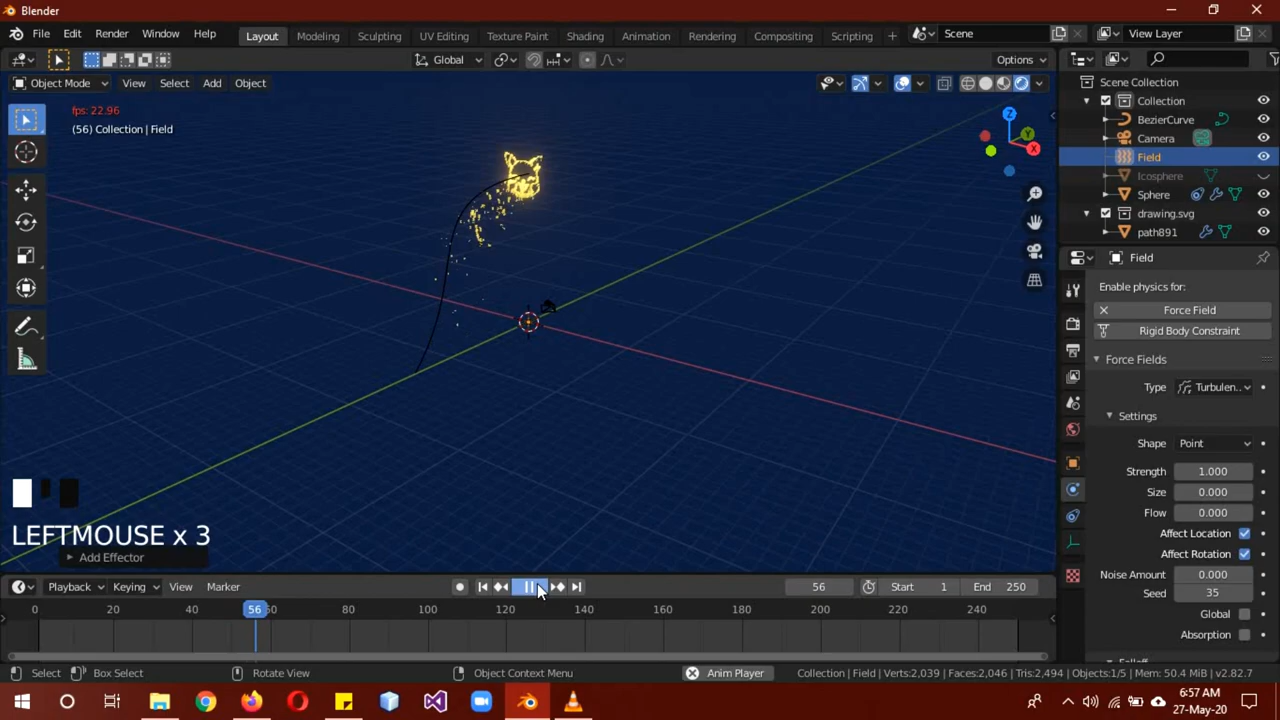 Blender
File Edit Render Window Help
Layout Modeling Sculpting UV Editing Texture Paint Shading Animation Rendering Compositing Scripting +
Scene View Layer
Global Options
Object Mode View Select Add Object
fps: 22.96
(56) Collection | Field
Z
Y
X
LEFTMOUSE x 3
Add Effector
Scene Collection
Collection
BezierCurve
Camera
Field
Icosphere
Sphere
drawing.svg
path891
Field
Enable physics for:
Force Field
Rigid Body Constraint
Force Fields
Type Turbulen..
Settings
Shape Point
Strength 1.000
Size 0.000
Flow 0.000
Affect Location
Affect Rotation
Noise Amount 0.000
Seed 35
Global
Absorption
Playback Keying View Marker 56 Start 1 End 250
0 20 40 56 60 80 100 120 140 160 180 200 220 240
Select Box Select Rotate View Object Context Menu Anim Player Collection | Field | Verts:2,039 | Faces:2,046 | Tris:2,494 | Objects:1/5 | Mem: 50.4 MiB | v2.82.7
6:57 AM
27-May-20